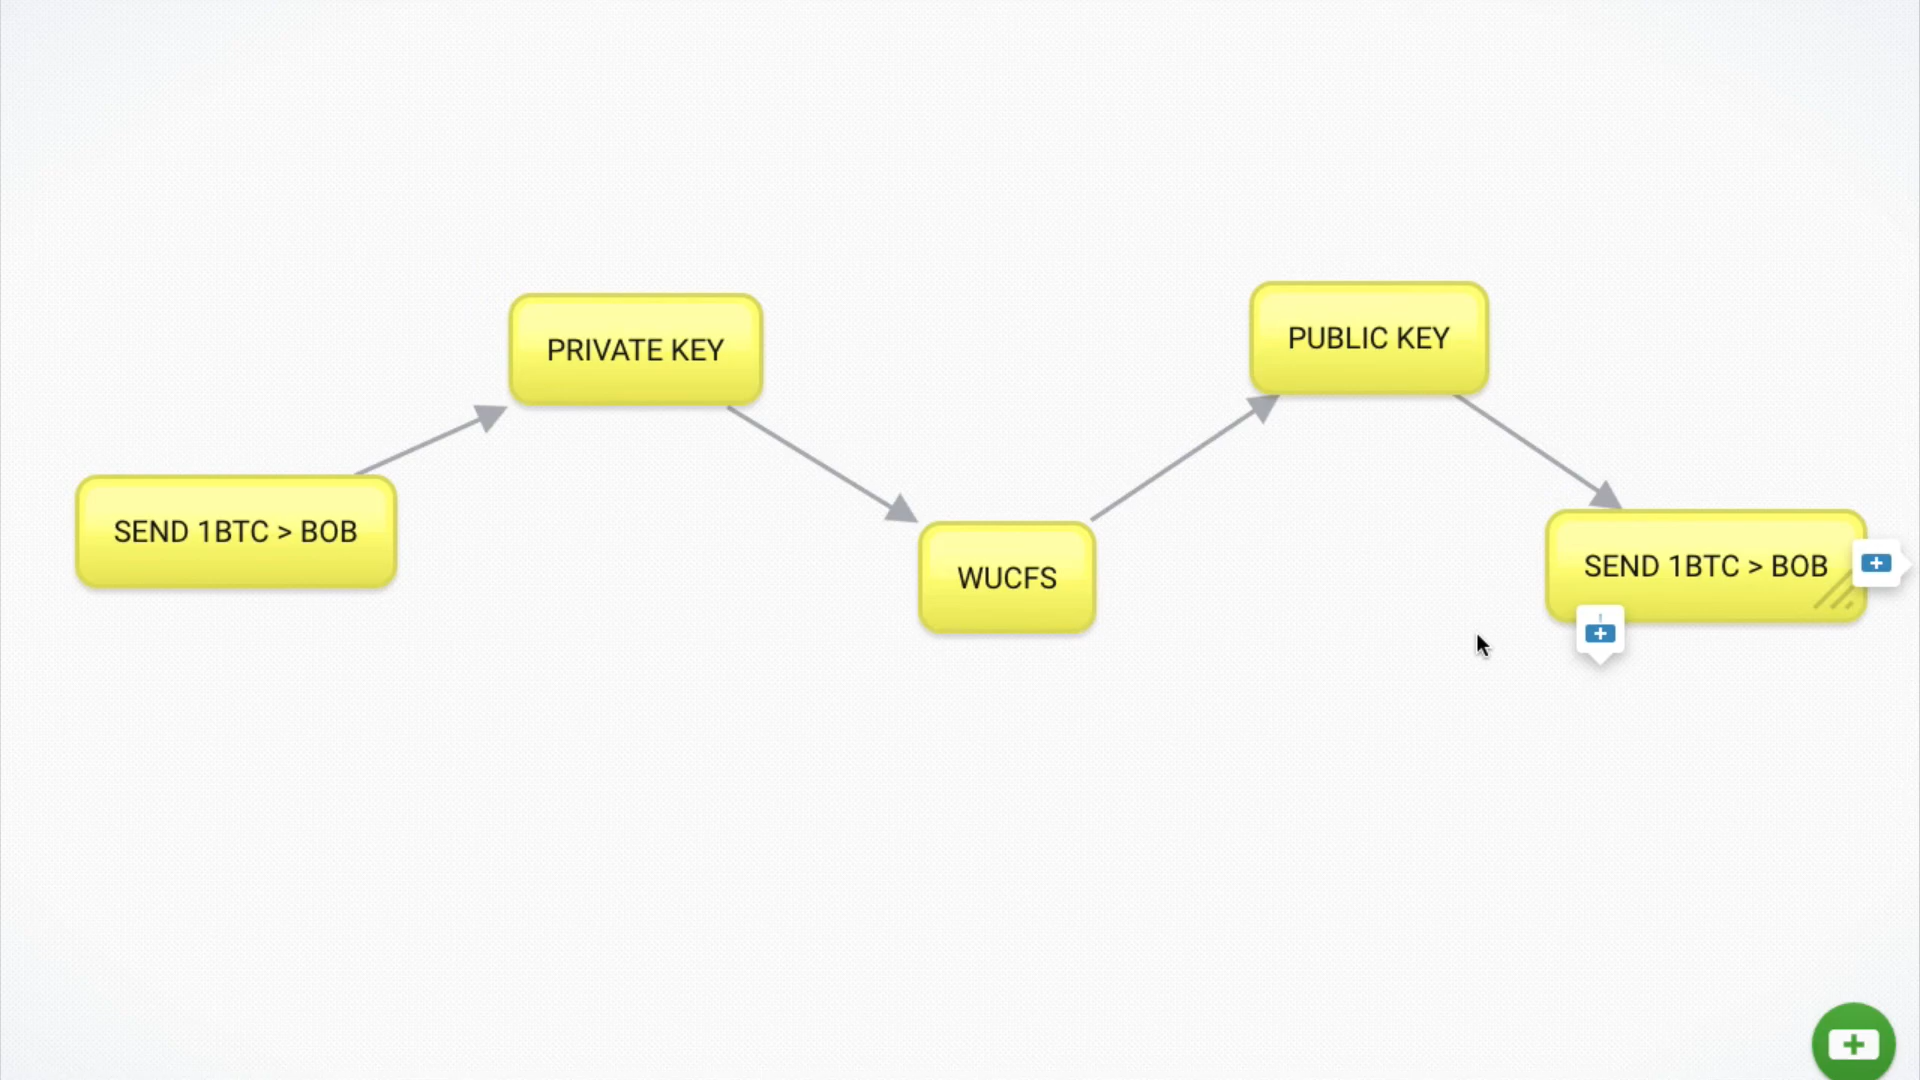 SEND 1BTC > BOB
PRIVATE KEY
WUCFS
PUBLIC KEY
SEND 1BTC > BOB